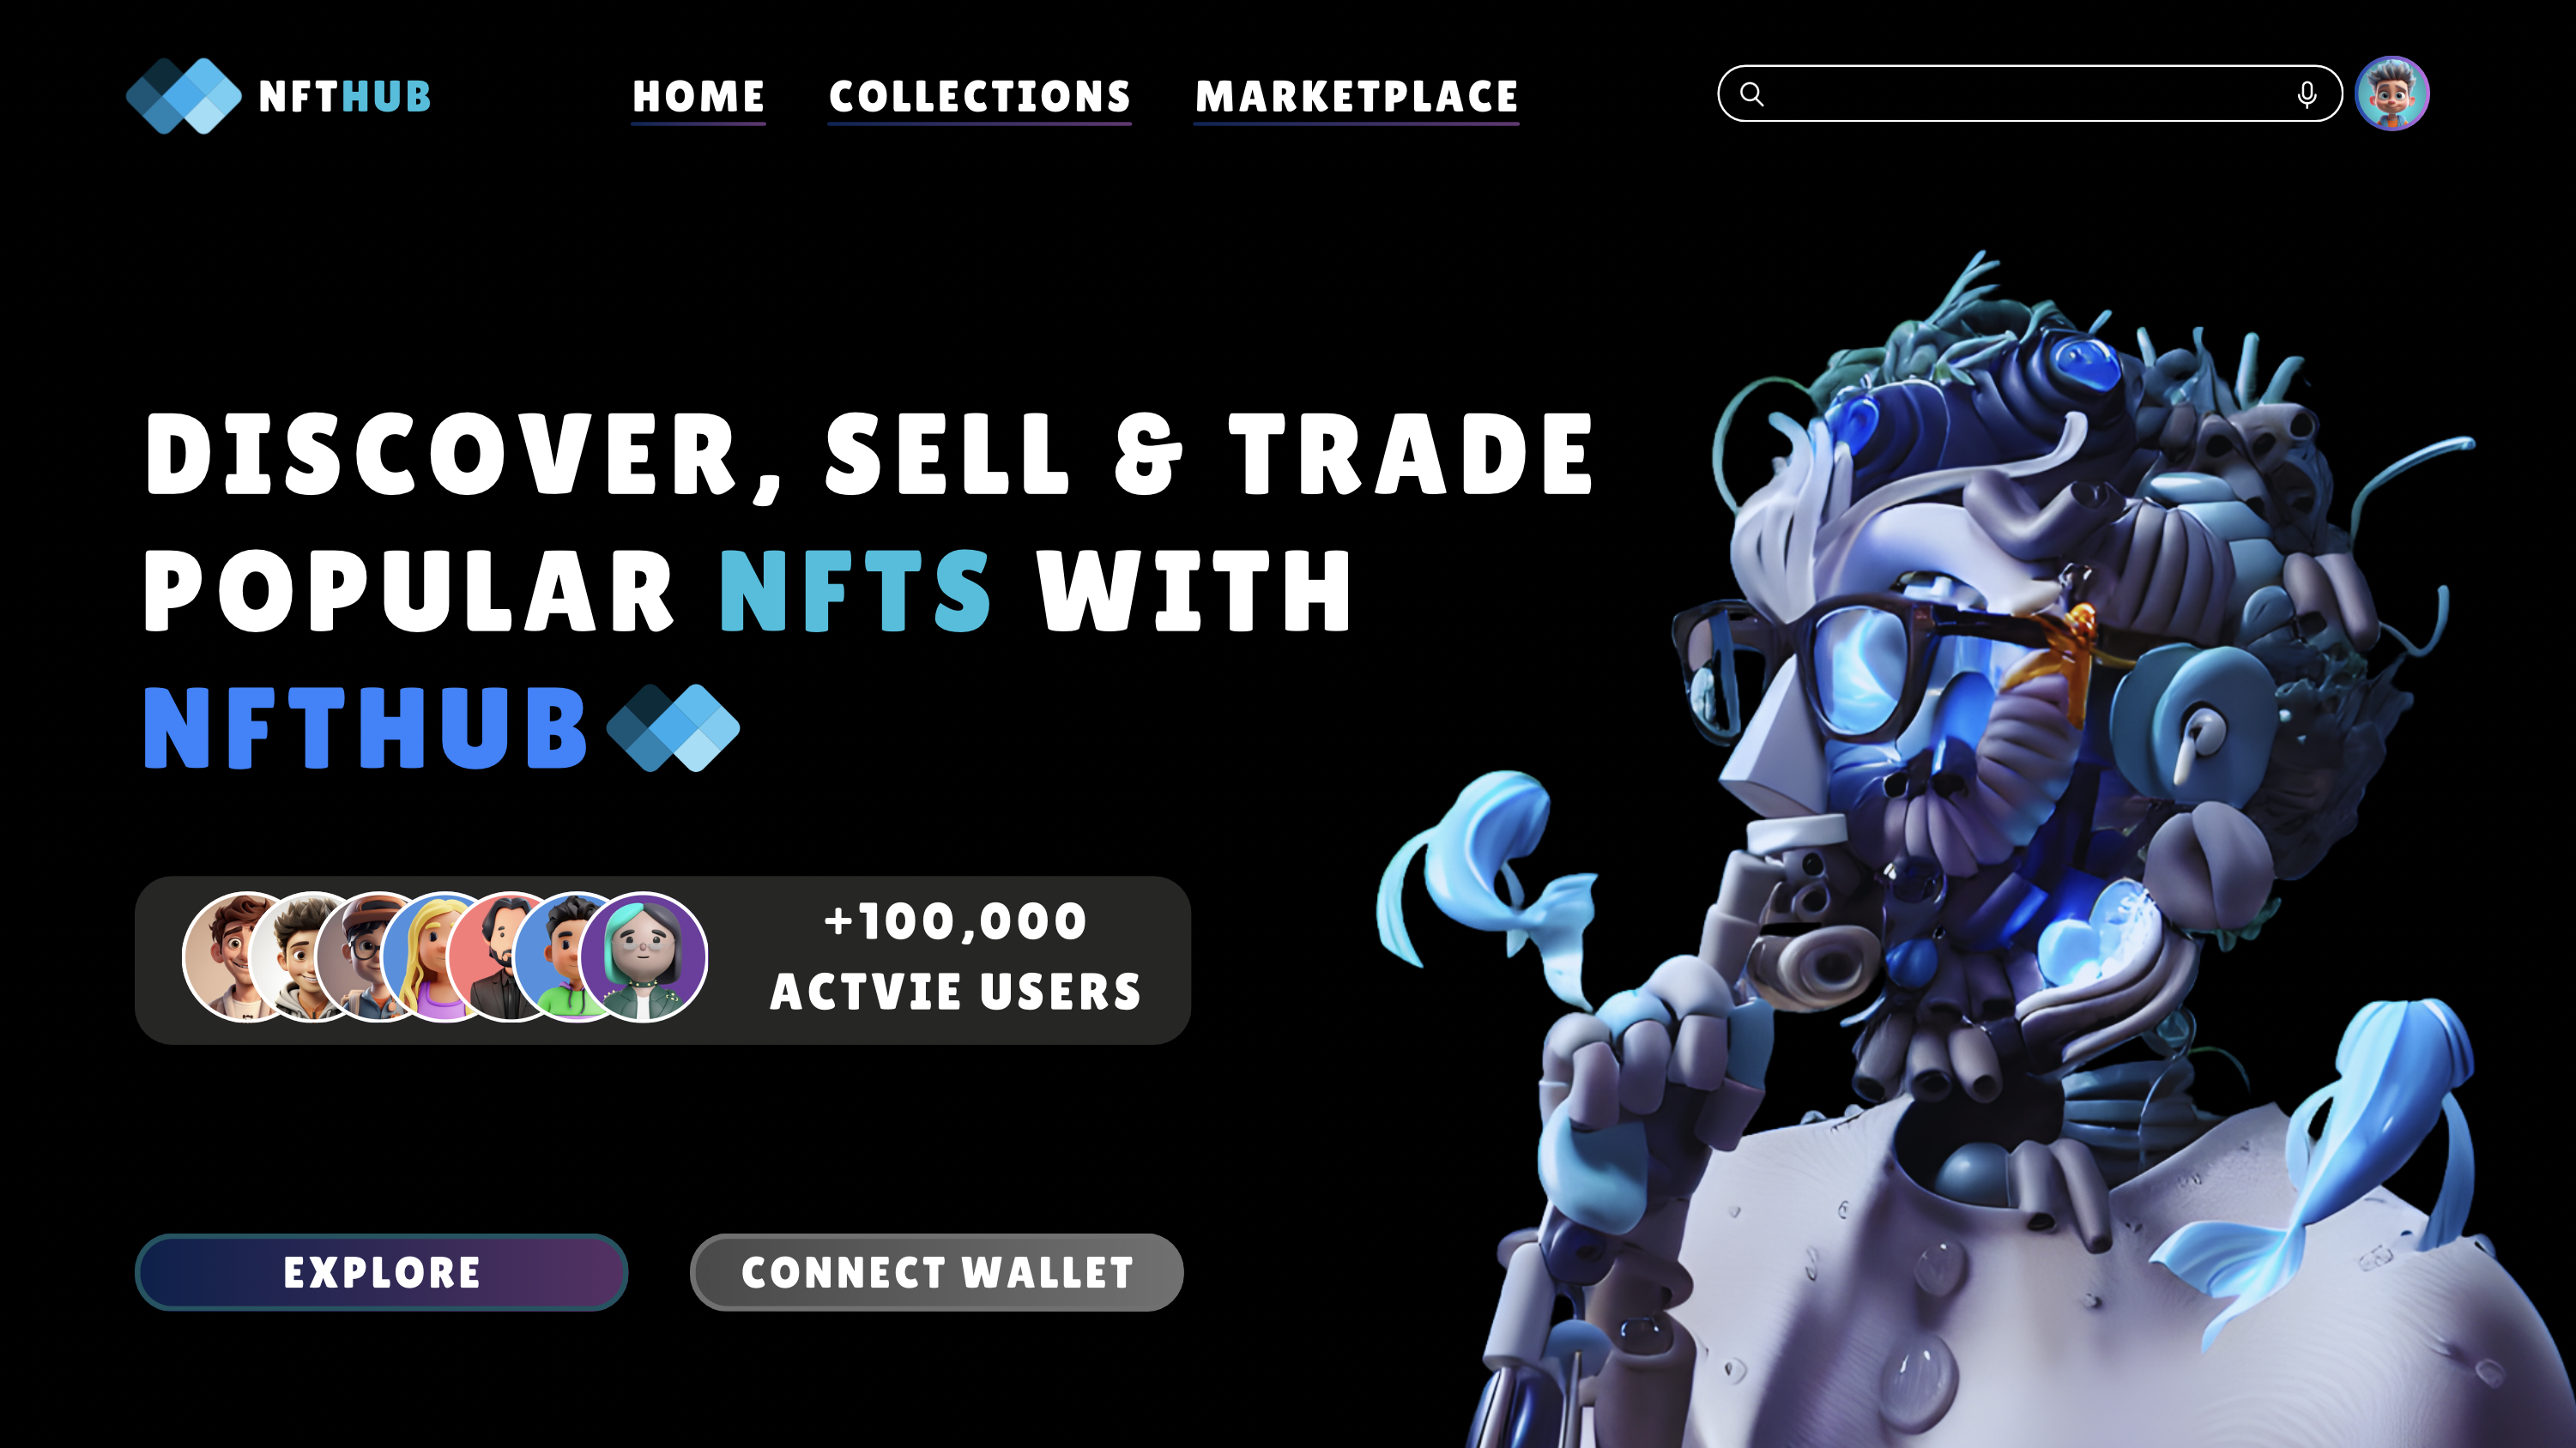 NFTHUB
HOME
COLLECTIONS
MARKETPLACE
DISCOVER, SELL & TRADE
POPULAR NFTS WITH
NFTHUB
+100,000
ACTVIE USERS
EXPLORE
CONNECT WALLET